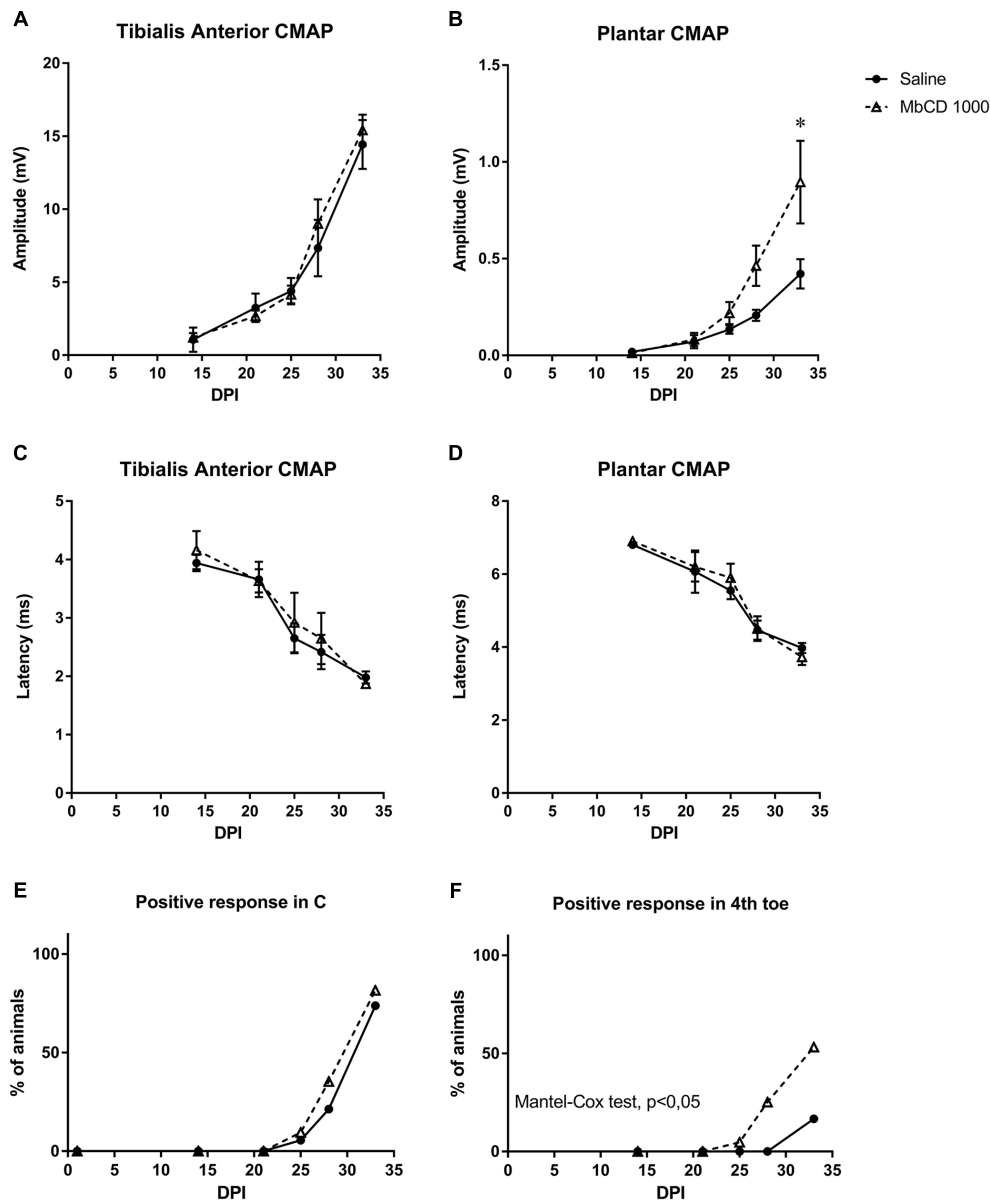 A
Tibialis Anterior CMAP
Amplitude (mV)
20
15
10
5
0
0 5 10 15 20 25 30 35
DPI
B
Plantar CMAP
Amplitude (mV)
1.5
1.0
0.5
0.0
*
0 5 10 15 20 25 30 35
DPI
Saline
MbCD 1000
C
Tibialis Anterior CMAP
Latency (ms)
5
4
3
2
1
0
0 5 10 15 20 25 30 35
DPI
D
Plantar CMAP
Latency (ms)
8
6
4
2
0
0 5 10 15 20 25 30 35
DPI
E
Positive response in C
% of animals
100
50
0
0 5 10 15 20 25 30 35
DPI
F
Positive response in 4th toe
% of animals
100
50
0
Mantel-Cox test, p<0,05
0 5 10 15 20 25 30 35
DPI